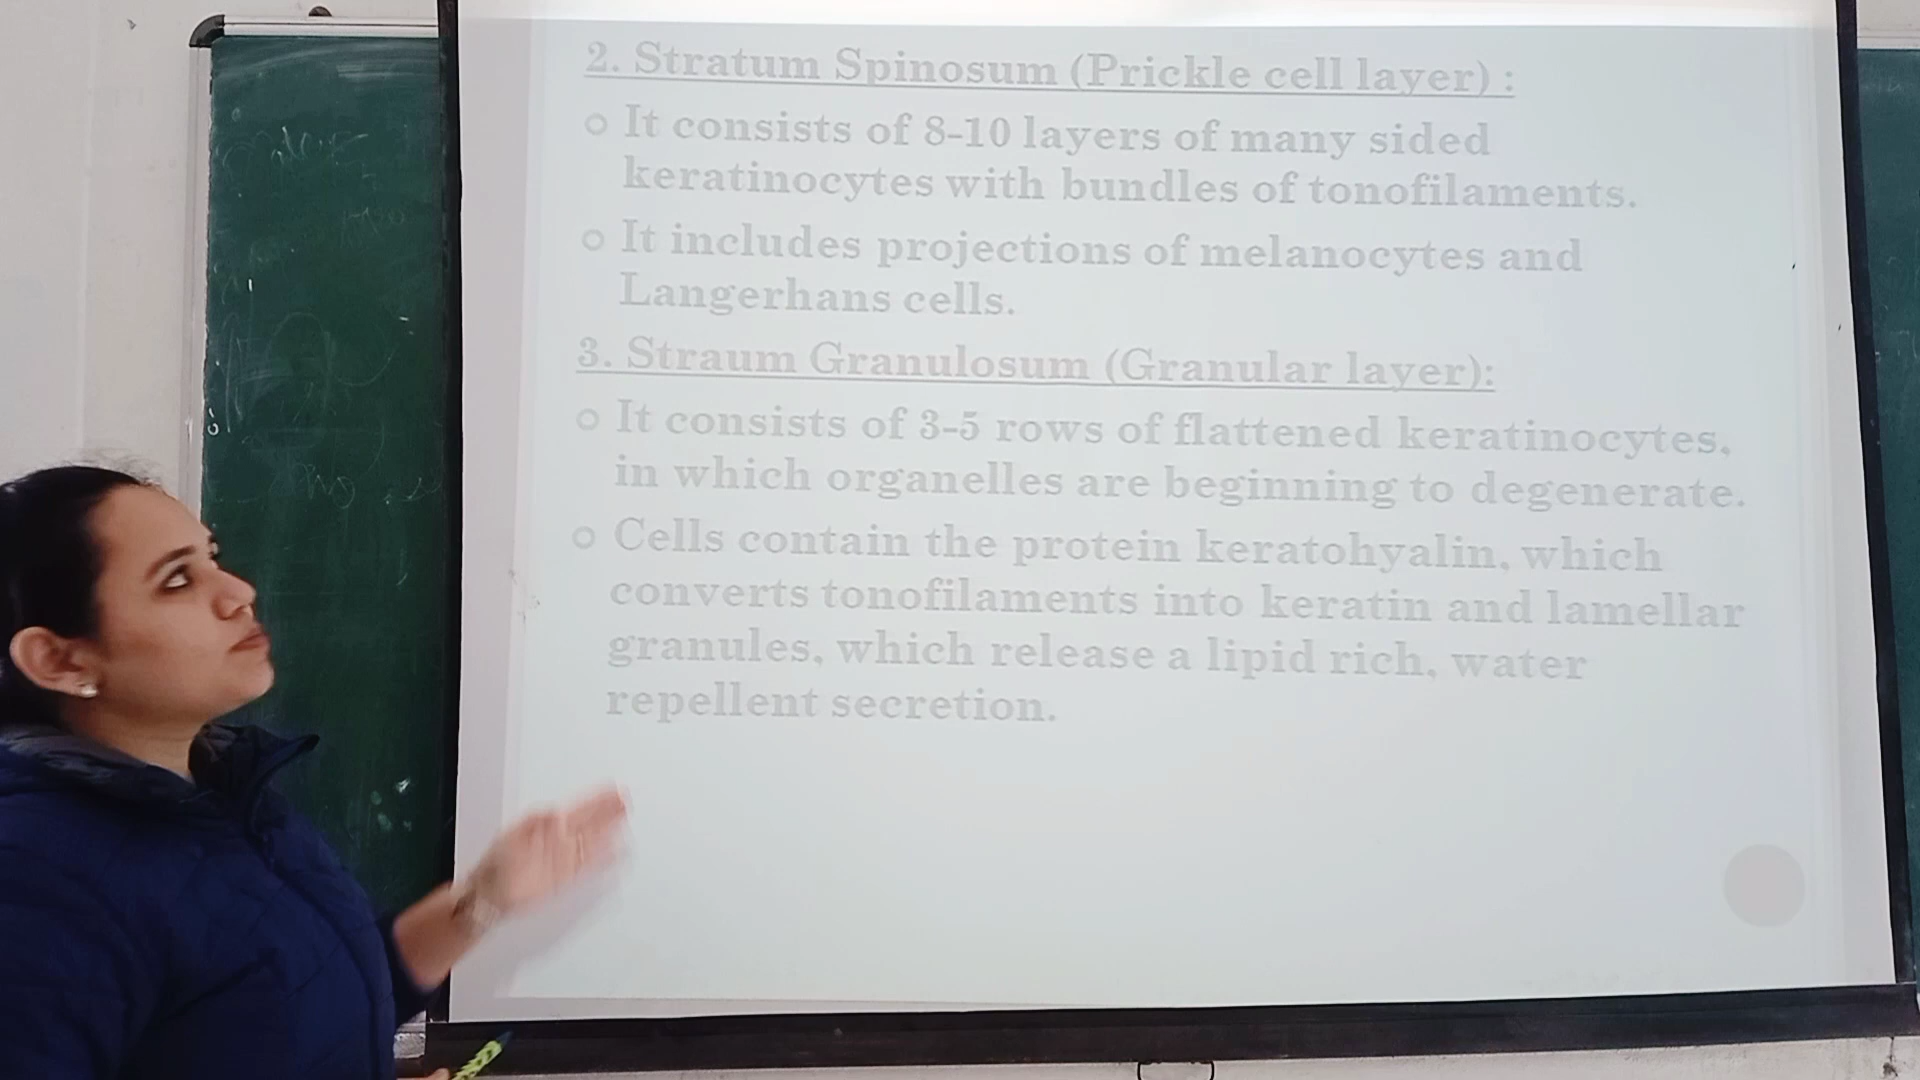 2. Stratum Spinosum (Prickle cell layer) :
It consists of 8-10 layers of many sided
keratinocytes with bundles of tonofilaments.
It includes projections of melanocytes and
Langerhans cells.
3. Straum Granulosum (Granular layer):
It consists of 3-5 rows of flattened keratinocytes,
in which organelles are beginning to degenerate.
Cells contain the protein keratohyalin, which
converts tonofilaments into keratin and lamellar
granules, which release a lipid rich, water
repellent secretion.